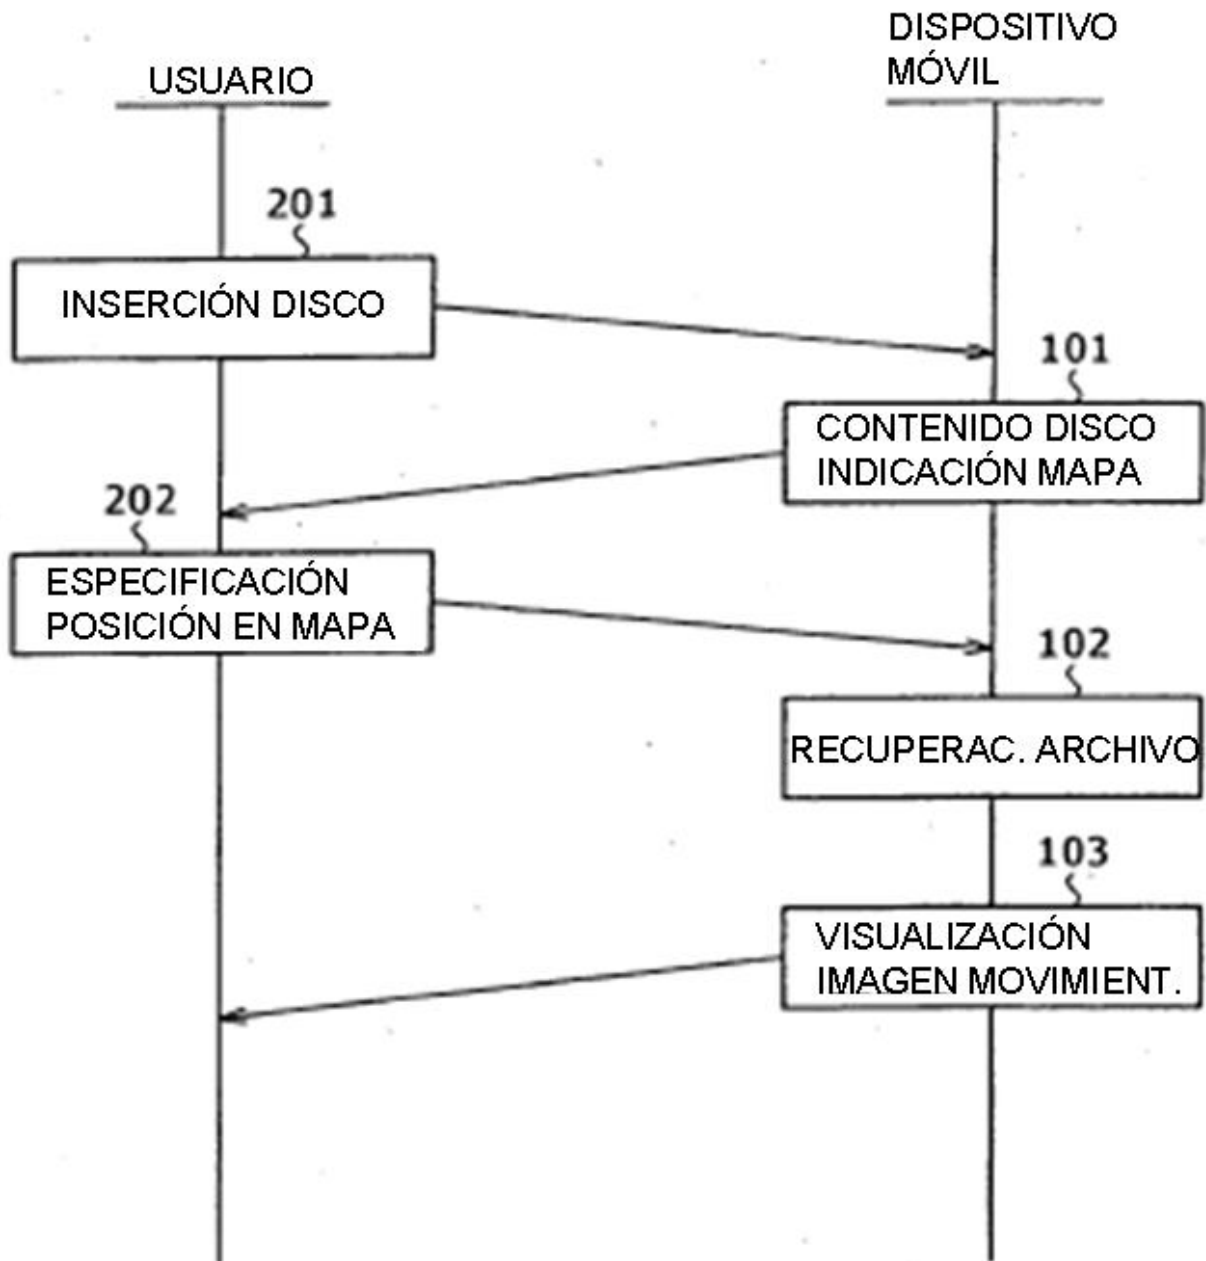 DISPOSITIVO
MÓVIL
USUARIO
201
INSERCIÓN DISCO
101
CONTENIDO DISCO
INDICACIÓN MAPA
202
ESPECIFICACIÓN
POSICIÓN EN MAPA
102
RECUPERAC. ARCHIVO
103
VISUALIZACIÓN
IMAGEN MOVIMIENT.